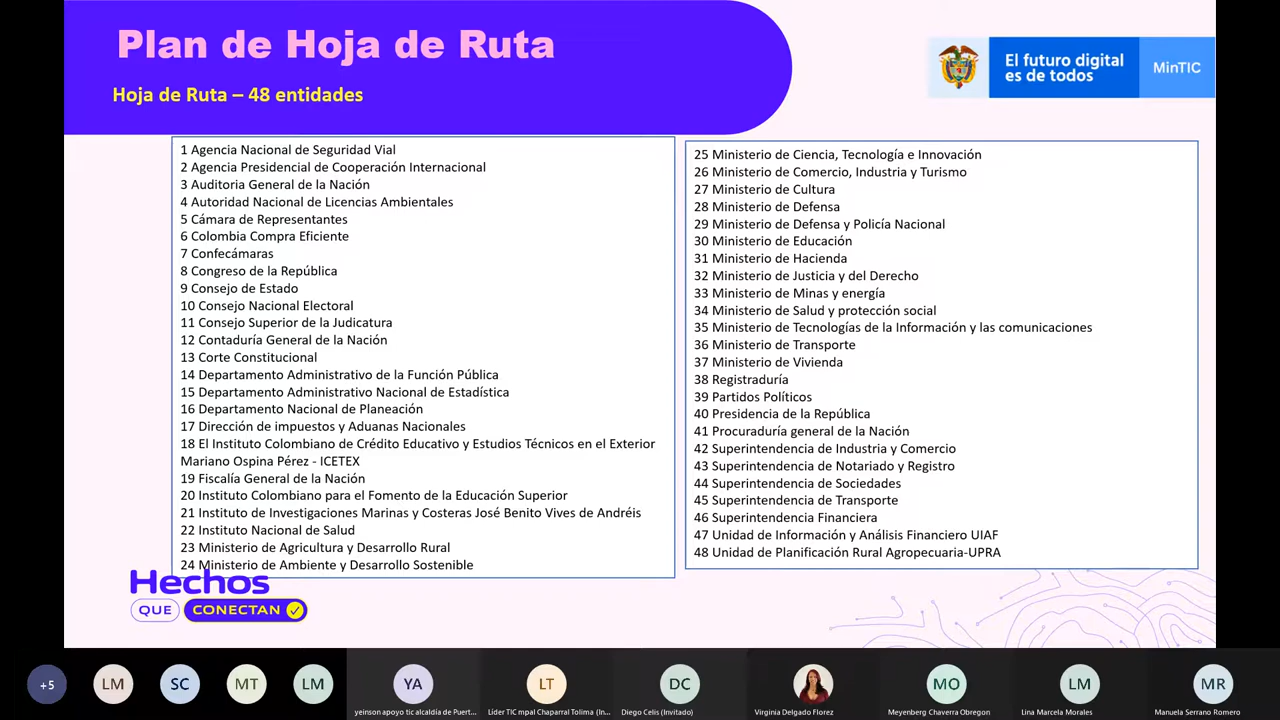 Plan de Hoja de Ruta
Hoja de Ruta – 48 entidades
El futuro digital
es de todos
MinTIC
1 Agencia Nacional de Seguridad Vial
2 Agencia Presidencial de Cooperación Internacional
3 Auditoria General de la Nación
4 Autoridad Nacional de Licencias Ambientales
5 Cámara de Representantes
6 Colombia Compra Eficiente
7 Confecámaras
8 Congreso de la República
9 Consejo de Estado
10 Consejo Nacional Electoral
11 Consejo Superior de la Judicatura
12 Contaduría General de la Nación
13 Corte Constitucional
14 Departamento Administrativo de la Función Pública
15 Departamento Administrativo Nacional de Estadística
16 Departamento Nacional de Planeación
17 Dirección de impuestos y Aduanas Nacionales
18 El Instituto Colombiano de Crédito Educativo y Estudios Técnicos en el Exterior
Mariano Ospina Pérez - ICETEX
19 Fiscalía General de la Nación
20 Instituto Colombiano para el Fomento de la Educación Superior
21 Instituto de Investigaciones Marinas y Costeras José Benito Vives de Andréis
22 Instituto Nacional de Salud
23 Ministerio de Agricultura y Desarrollo Rural
24 Ministerio de Ambiente y Desarrollo Sostenible
25 Ministerio de Ciencia, Tecnología e Innovación
26 Ministerio de Comercio, Industria y Turismo
27 Ministerio de Cultura
28 Ministerio de Defensa
29 Ministerio de Defensa y Policía Nacional
30 Ministerio de Educación
31 Ministerio de Hacienda
32 Ministerio de Justicia y del Derecho
33 Ministerio de Minas y energía
34 Ministerio de Salud y protección social
35 Ministerio de Tecnologías de la Información y las comunicaciones
36 Ministerio de Transporte
37 Ministerio de Vivienda
38 Registraduría
39 Partidos Políticos
40 Presidencia de la República
41 Procuraduría general de la Nación
42 Superintendencia de Industria y Comercio
43 Superintendencia de Notariado y Registro
44 Superintendencia de Sociedades
45 Superintendencia de Transporte
46 Superintendencia Financiera
47 Unidad de Información y Análisis Financiero UIAF
48 Unidad de Planificación Rural Agropecuaria-UPRA
Hechos
QUE CONECTAN
+5 LM SC MT LM YA LT DC MO LM MR
yeinson apoyo tic alcaldía de Puert... Líder TIC mpal Chaparral Tolima (In... Diego Celis (Invitado) Virginia Delgado Florez Meyenberg Chaverra Obregon Lina Marcela Morales Manuela Serrano Romero